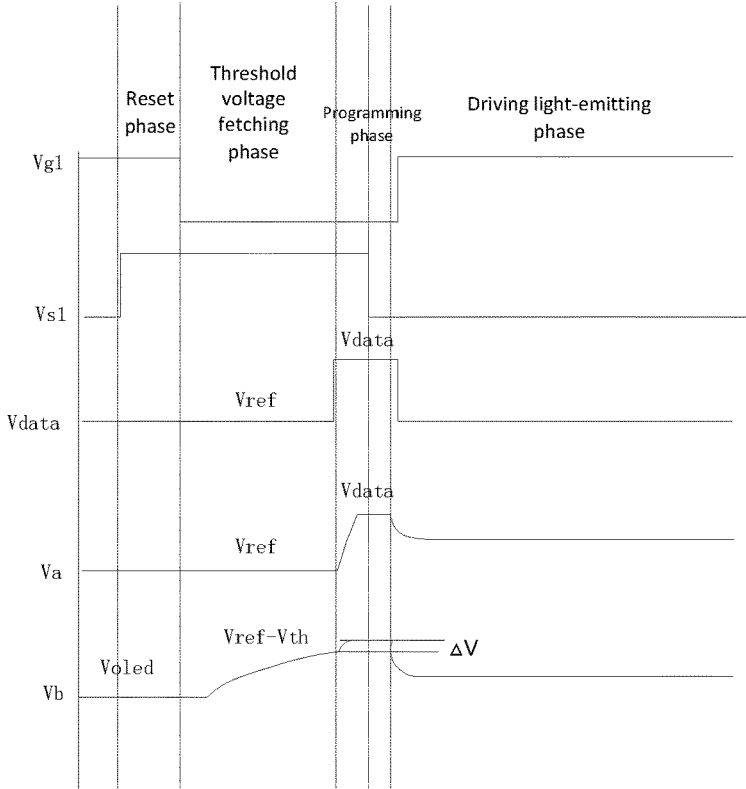 Reset
phase
Threshold
voltage
fetching
phase
Programming
phase
Driving light-emitting
phase
Vg1
Vs1
Vdata
Vref
Vdata
Vdata
Vref
Va
Vref-Vth
ΔV
Voled
Vb